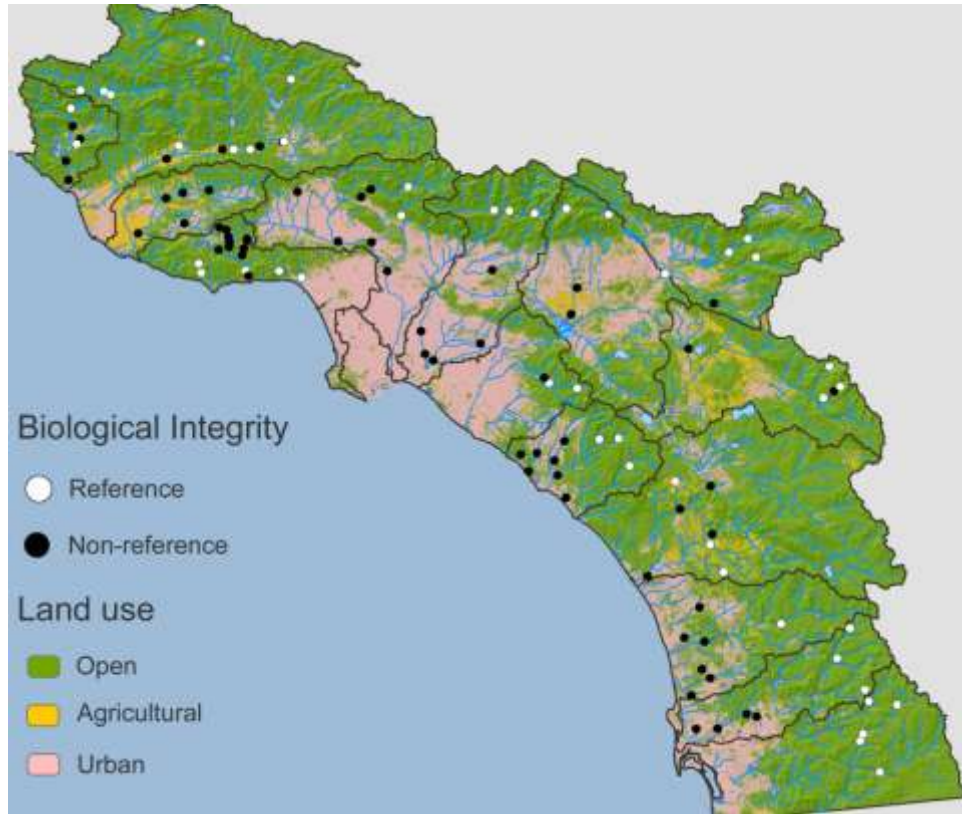 Biological Integrity
Reference
Non-reference
Land use
Open
Agricultural
Urban